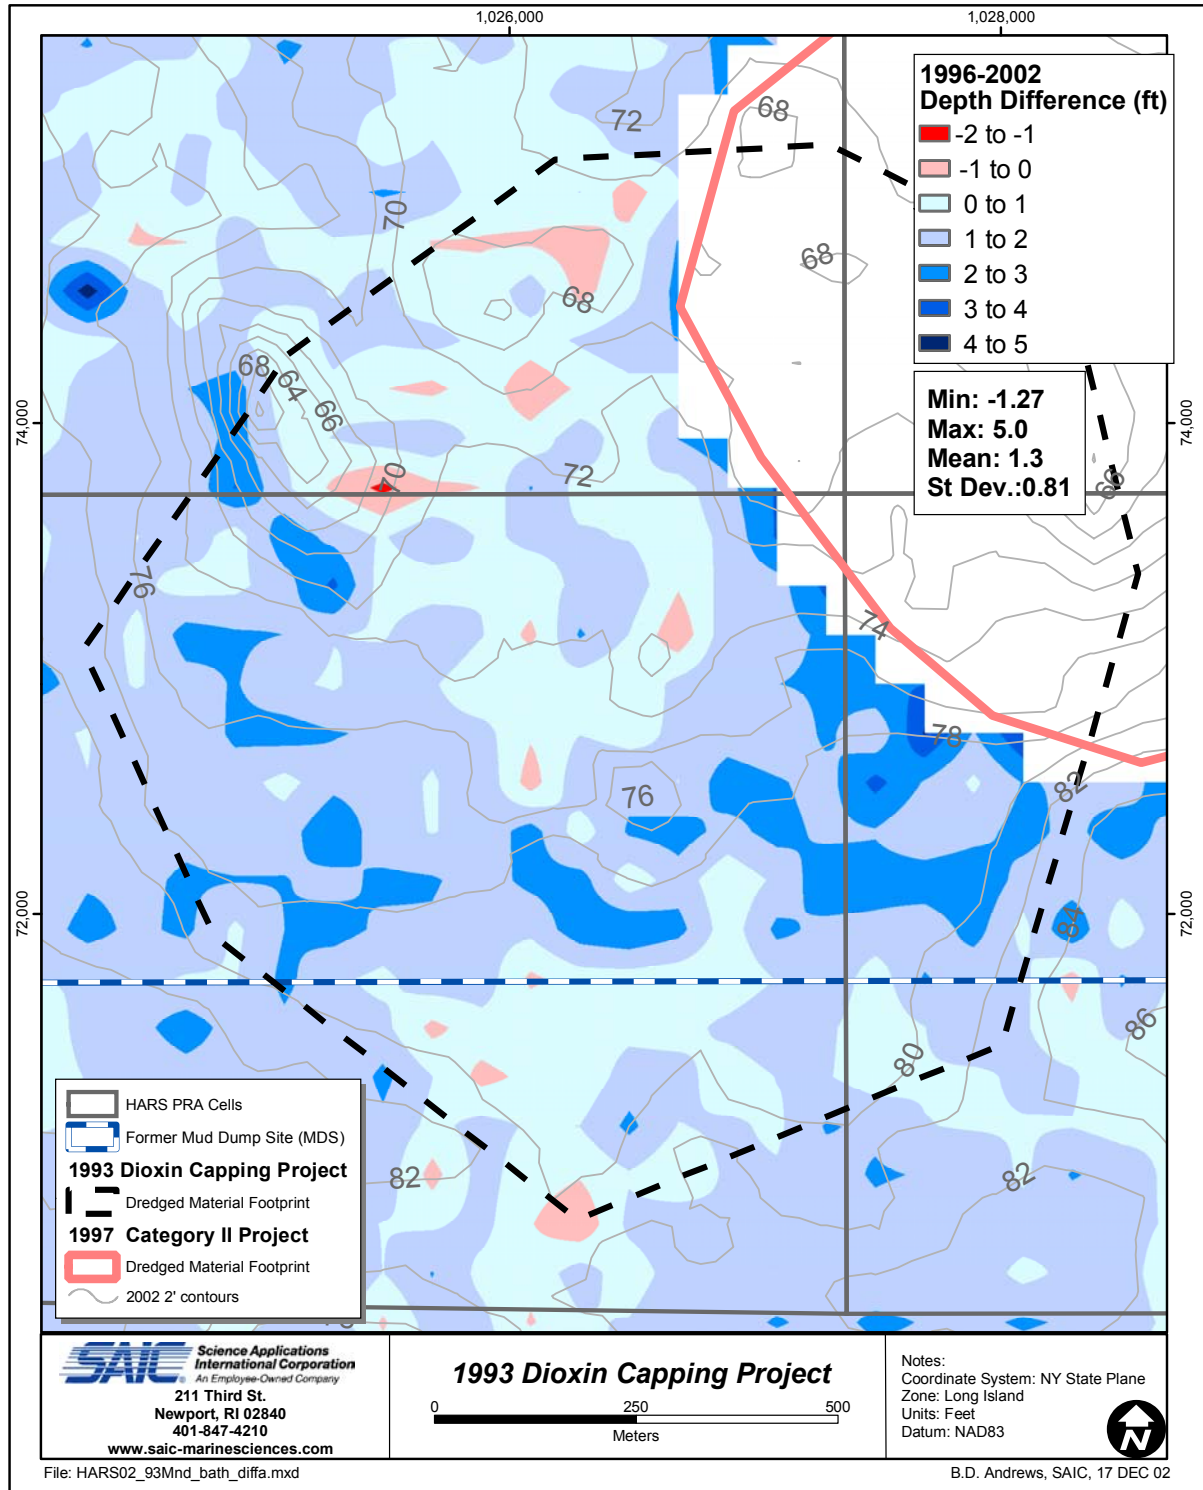 1,026,000
1,028,000
1996-2002
Depth Difference (ft)
-2 to -1
-1 to 0
0 to 1
1 to 2
2 to 3
3 to 4
4 to 5
Min: -1.27
Max: 5.0
Mean: 1.3
St Dev.:0.81
72
68
70
68
68
68
64
66
70
72
66
74,000
74,000
76
74
78
76
82
72,000
72,000
84
86
80
82
82
HARS PRA Cells
Former Mud Dump Site (MDS)
1993 Dioxin Capping Project
Dredged Material Footprint
1997 Category II Project
Dredged Material Footprint
2002 2' contours
SAIC
Science Applications
International Corporation
An Employee-Owned Company
211 Third St.
Newport, RI 02840
401-847-4210
www.saic-marinesciences.com
1993 Dioxin Capping Project
0 250 500
Meters
Notes:
Coordinate System: NY State Plane
Zone: Long Island
Units: Feet
Datum: NAD83
N
File: HARS02_93Mnd_bath_diffa.mxd
B.D. Andrews, SAIC, 17 DEC 02